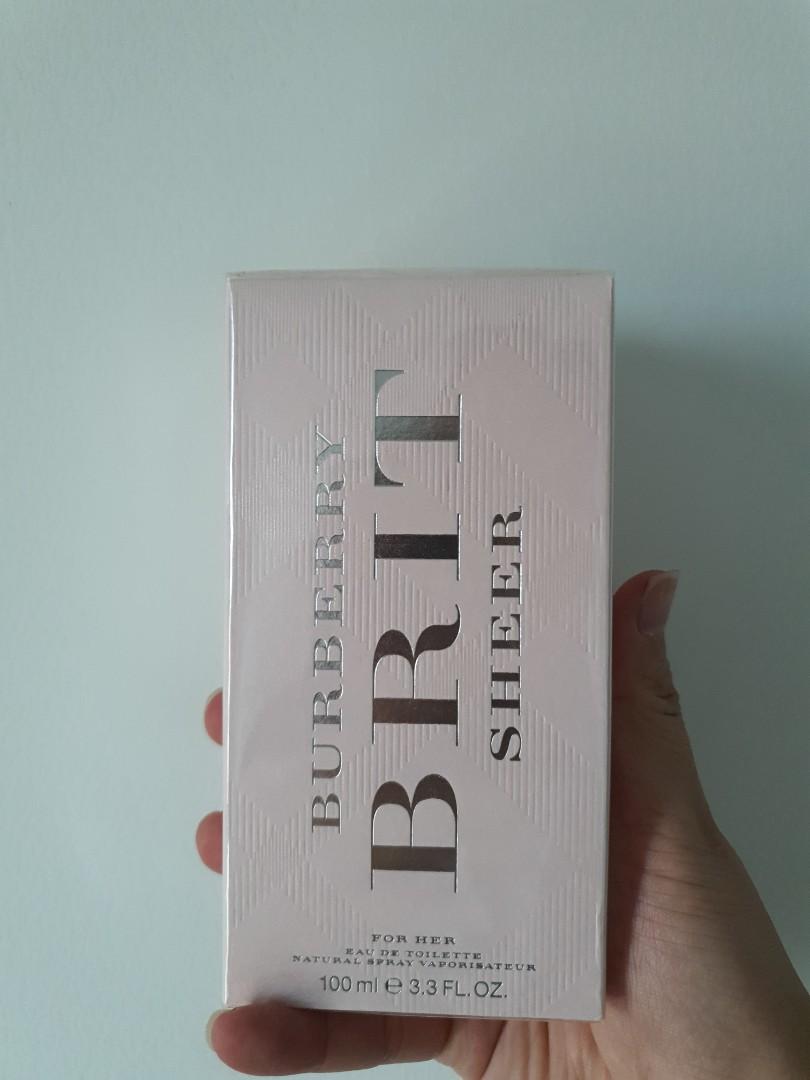 BURBERRY
BRIT
SHEER
FOR HER
EAU DE TOILETTE
NATURAL SPRAY VAPORISATEUR
100 ml ℮ 3.3 FL. OZ.